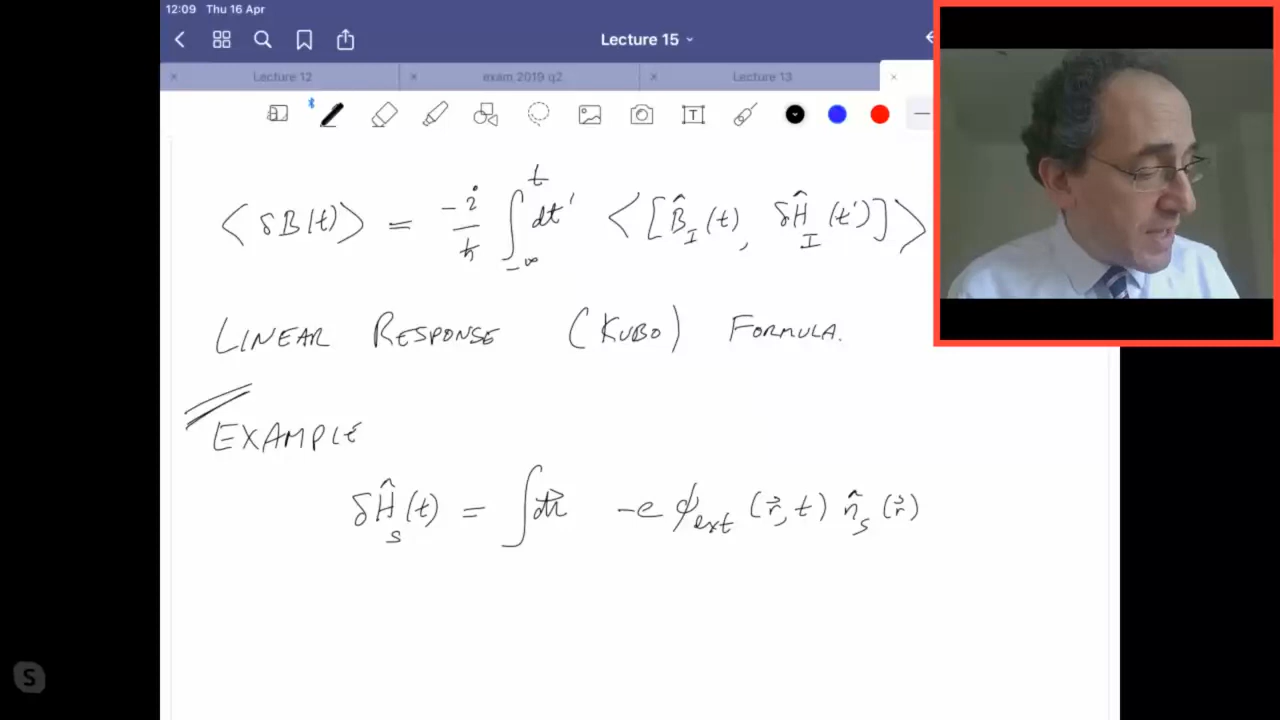 12:09 Thu 16 Apr
Lecture 15
Lecture 12 exam 2019 q2 Lecture 13
T
⟨δB(t)⟩ = -i/ħ ∫_{-∞}^{t} dt' ⟨[B̂_I(t), δĤ_I(t')]⟩
LINEAR RESPONSE (KUBO) FORMULA.
EXAMPLE
δĤ_s(t) = ∫dr⃗ -e ϕ_ext (r⃗, t) n̂_s (r⃗)
S